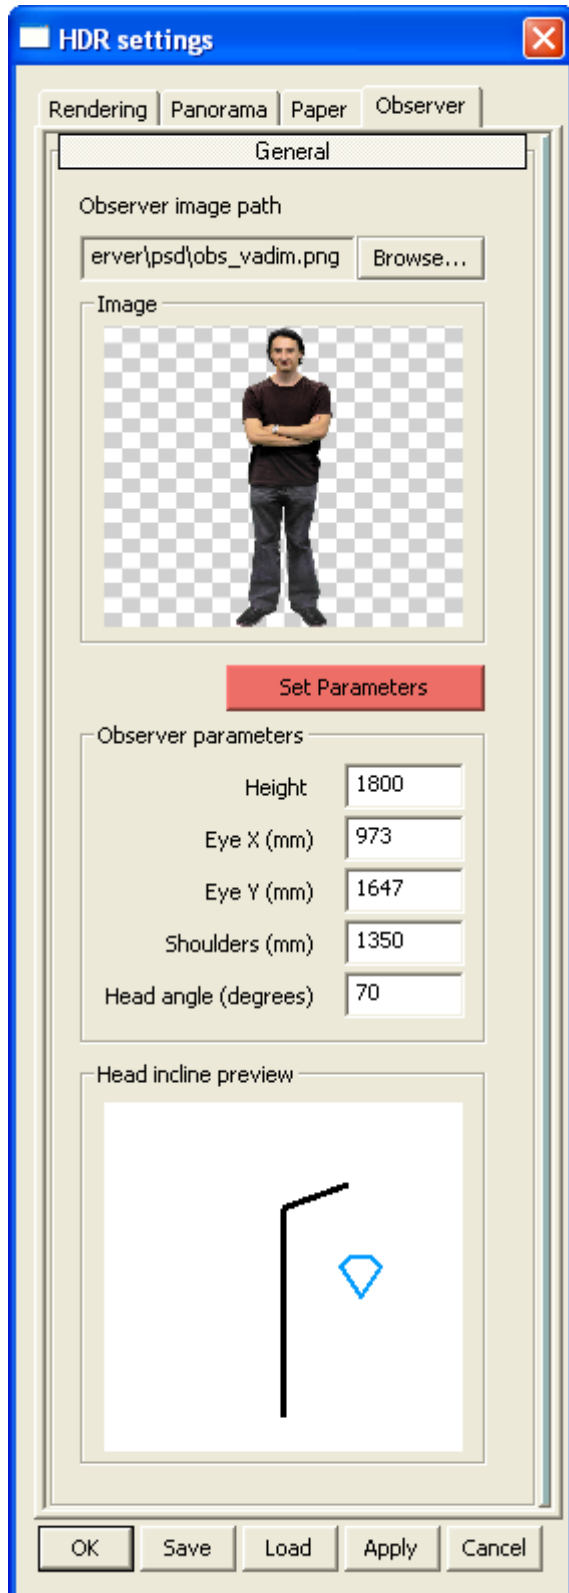 HDR settings
Rendering Panorama Paper Observer
General
Observer image path
erver\psd\obs_vadim.png Browse...
Image
Set Parameters
Observer parameters
Height 1800
Eye X (mm) 973
Eye Y (mm) 1647
Shoulders (mm) 1350
Head angle (degrees) 70
Head incline preview
OK Save Load Apply Cancel